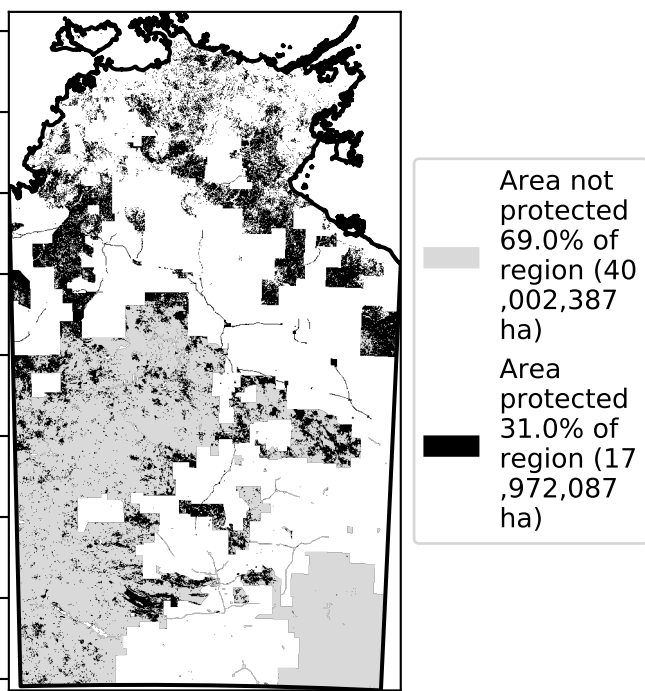 Area not
protected
69.0% of
region (40
,002,387
ha)
Area
protected
31.0% of
region (17
,972,087
ha)